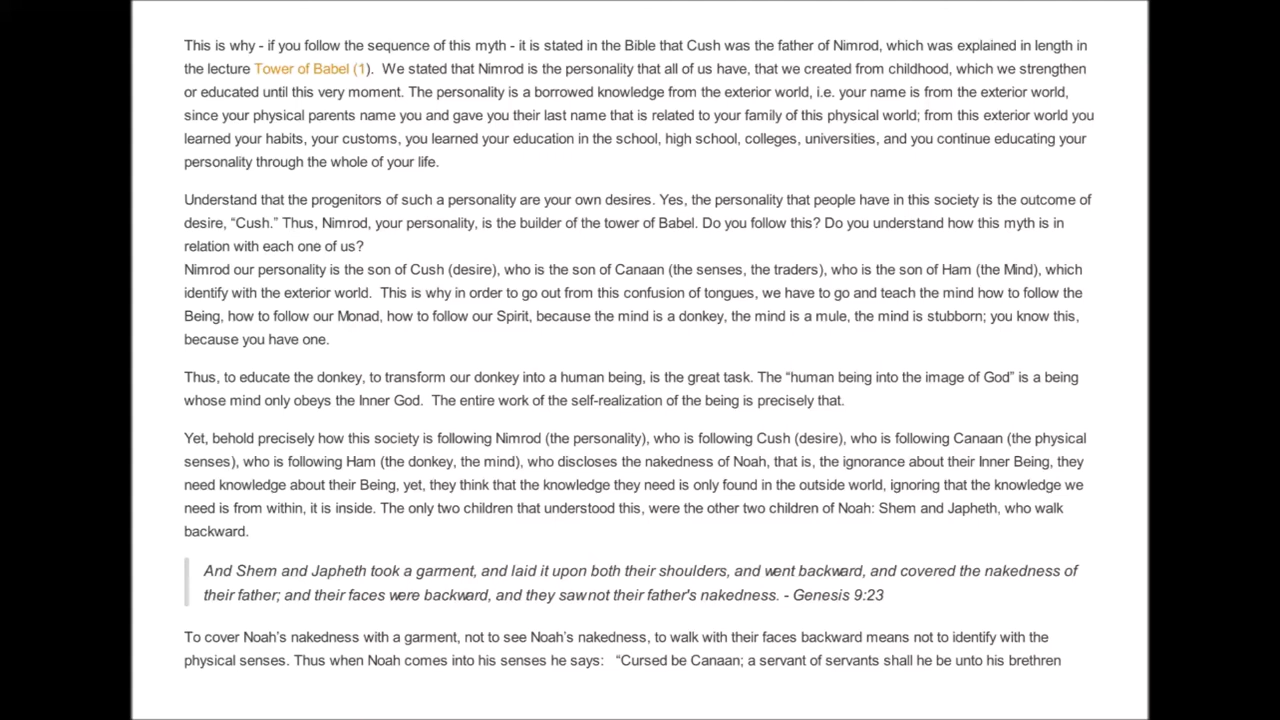 This is why - if you follow the sequence of this myth - it is stated in the Bible that Cush was the father of Nimrod, which was explained in length in
the lecture Tower of Babel (1).  We stated that Nimrod is the personality that all of us have, that we created from childhood, which we strengthen
or educated until this very moment. The personality is a borrowed knowledge from the exterior world, i.e. your name is from the exterior world,
since your physical parents name you and gave you their last name that is related to your family of this physical world; from this exterior world you
learned your habits, your customs, you learned your education in the school, high school, colleges, universities, and you continue educating your
personality through the whole of your life.
Understand that the progenitors of such a personality are your own desires. Yes, the personality that people have in this society is the outcome of
desire, “Cush.” Thus, Nimrod, your personality, is the builder of the tower of Babel. Do you follow this? Do you understand how this myth is in
relation with each one of us?
Nimrod our personality is the son of Cush (desire), who is the son of Canaan (the senses, the traders), who is the son of Ham (the Mind), which
identify with the exterior world.  This is why in order to go out from this confusion of tongues, we have to go and teach the mind how to follow the
Being, how to follow our Monad, how to follow our Spirit, because the mind is a donkey, the mind is a mule, the mind is stubborn; you know this,
because you have one.
Thus, to educate the donkey, to transform our donkey into a human being, is the great task. The “human being into the image of God” is a being
whose mind only obeys the Inner God.  The entire work of the self-realization of the being is precisely that.
Yet, behold precisely how this society is following Nimrod (the personality), who is following Cush (desire), who is following Canaan (the physical
senses), who is following Ham (the donkey, the mind), who discloses the nakedness of Noah, that is, the ignorance about their Inner Being, they
need knowledge about their Being, yet, they think that the knowledge they need is only found in the outside world, ignoring that the knowledge we
need is from within, it is inside. The only two children that understood this, were the other two children of Noah: Shem and Japheth, who walk
backward.
And Shem and Japheth took a garment, and laid it upon both their shoulders, and went backward, and covered the nakedness of
their father; and their faces were backward, and they saw not their father's nakedness. - Genesis 9:23
To cover Noah’s nakedness with a garment, not to see Noah’s nakedness, to walk with their faces backward means not to identify with the
physical senses. Thus when Noah comes into his senses he says:   “Cursed be Canaan; a servant of servants shall he be unto his brethren